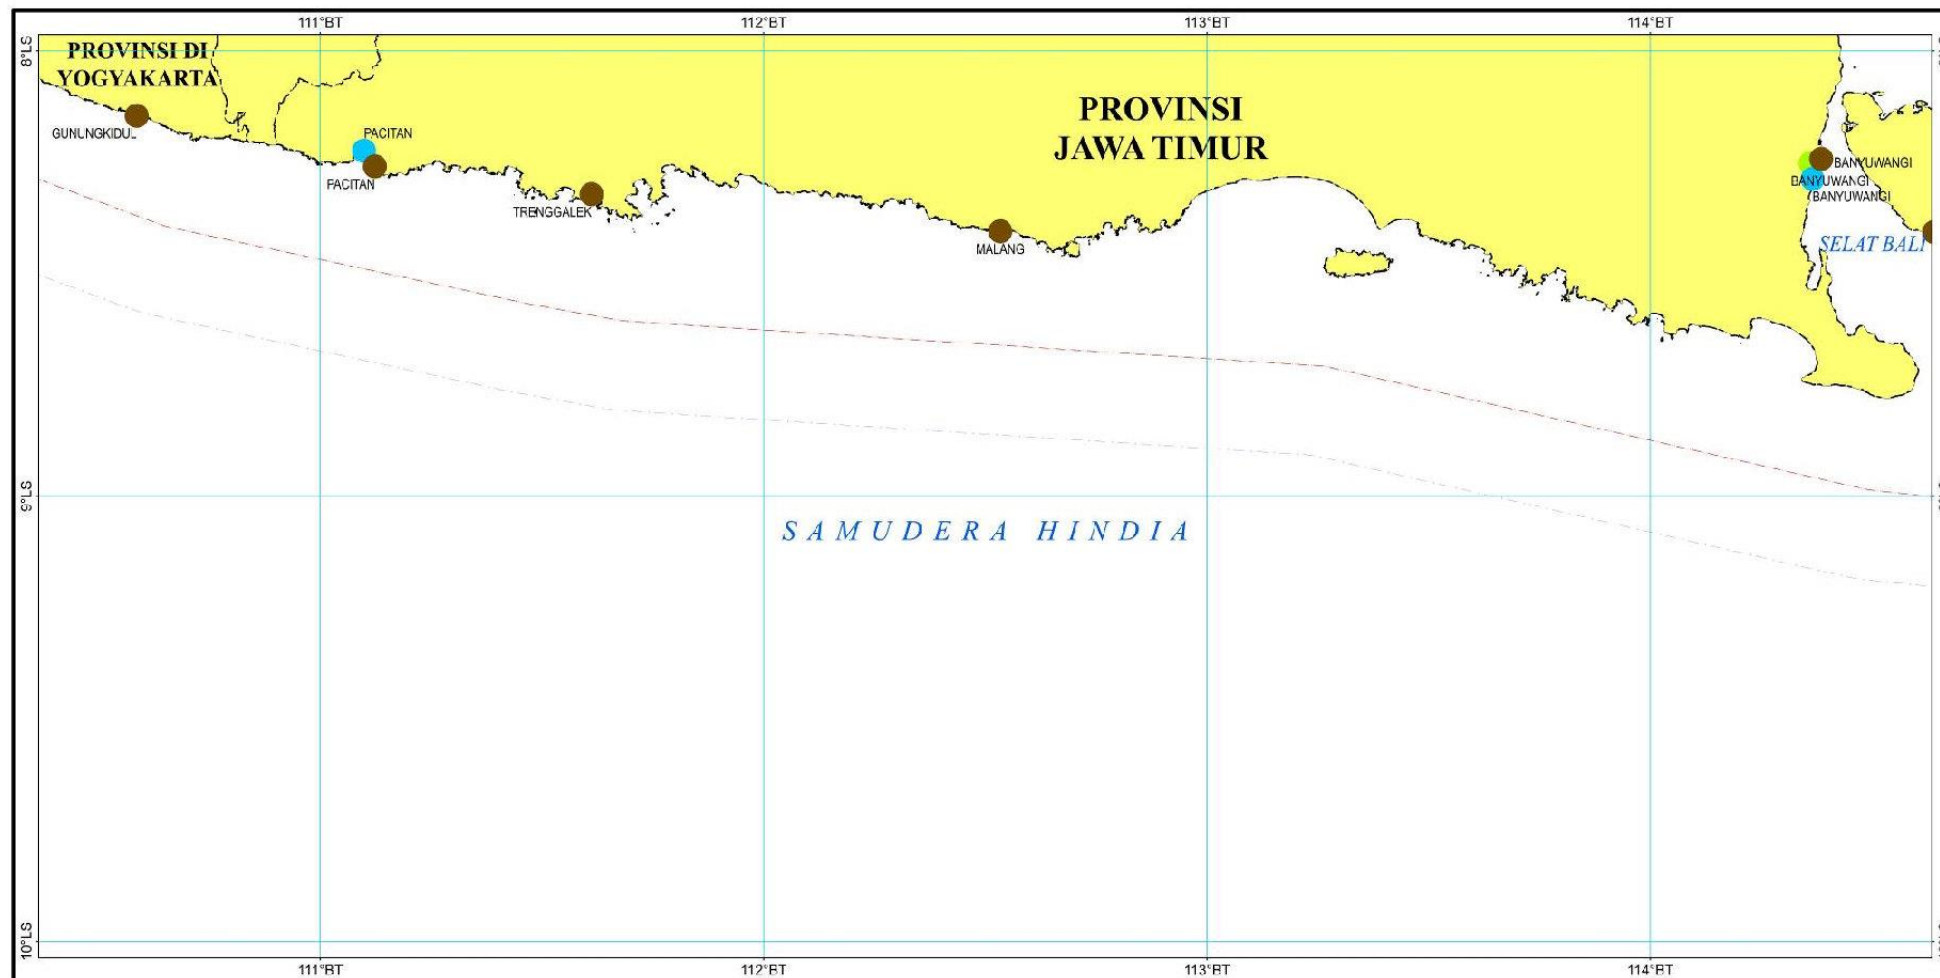 111°BT
112°BT
113°BT
114°BT
8°LS
PROVINSI DI
YOGYAKARTA
PROVINSI
JAWA TIMUR
GUNUNGKIDUL
PACITAN
PACITAN
TRENGGALEK
MALANG
BANYUWANGI
BANYUWANGI
BANYUWANGI
SELAT BALI
9°LS
SAMUDERA HINDIA
10°LS
111°BT
112°BT
113°BT
114°BT